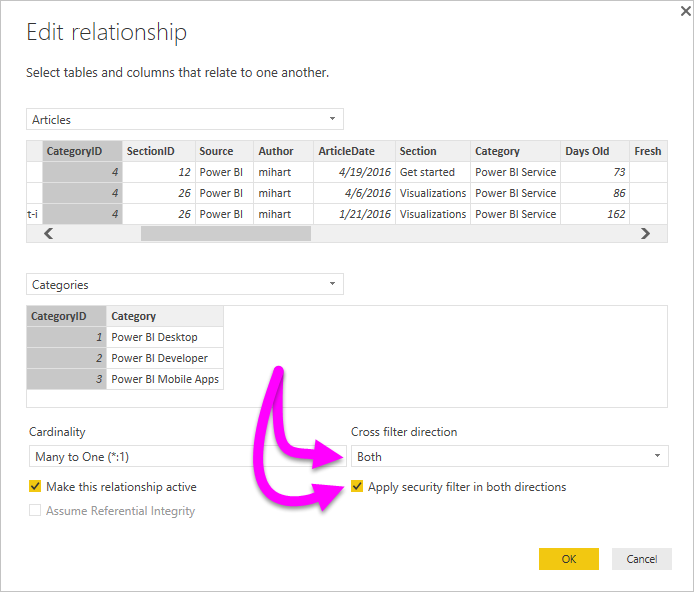 Edit relationship
Select tables and columns that relate to one another.
Articles
CategoryID SectionID Source Author ArticleDate Section Category Days Old Fresh
4 12 Power BI mihart 4/19/2016 Get started Power BI Service 73
4 26 Power BI mihart 4/6/2016 Visualizations Power BI Service 86
t-i 4 26 Power BI mihart 1/21/2016 Visualizations Power BI Service 162
Categories
CategoryID Category
1 Power BI Desktop
2 Power BI Developer
3 Power BI Mobile Apps
Cardinality Cross filter direction
Many to One (*:1) Both
Make this relationship active Apply security filter in both directions
Assume Referential Integrity
OK Cancel